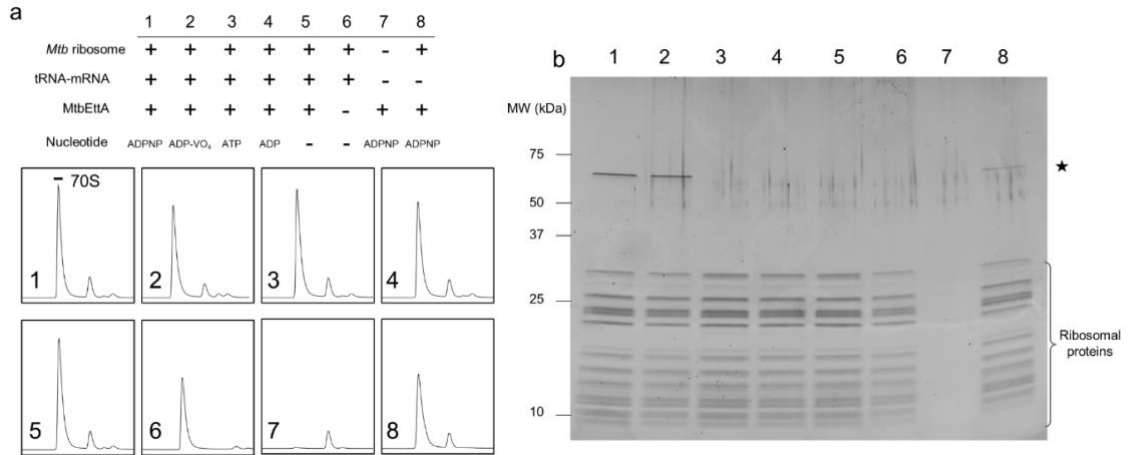 a
1 2 3 4 5 6 7 8
Mtb ribosome + + + + + + - +
tRNA-mRNA + + + + + + - -
MtbEttA + + + + + - + +
Nucleotide ADPNP ADP-VO₄ ATP ADP - - ADPNP ADPNP
70S
1 2 3 4
5 6 7 8
b
1 2 3 4 5 6 7 8
MW (kDa)
75
★
50
37
25
Ribosomal
proteins
10